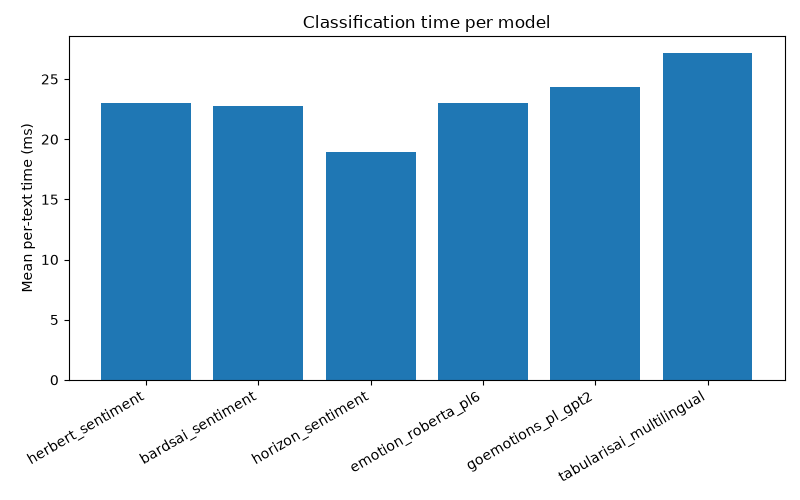 Classification time per model
Mean per-text time (ms)
25
20
15
10
5
0
herbert_sentiment
bardsai_sentiment
horizon_sentiment
emotion_roberta_pl6
goemotions_pl_gpt2
tabularisai_multilingual